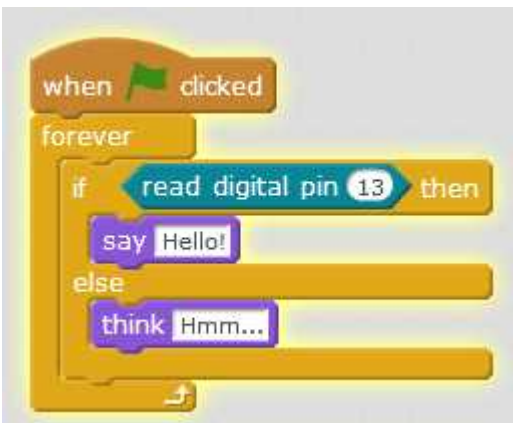 when clicked
forever
if read digital pin 13 then
say Hello!
else
think Hmm...